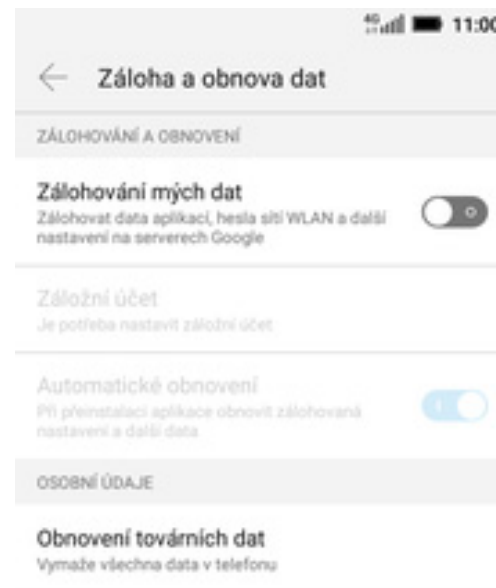 4G 11:00
Záloha a obnova dat
ZÁLOHOVÁNÍ A OBNOVENÍ
Zálohování mých dat
Zálohovat data aplikací, hesla sítí WLAN a další
nastavení na serverech Google
Záložní účet
Je potřeba nastavit záložní účet
Automatické obnovení
Při přeinstalaci aplikace obnovit zálohovaná
nastavení a další data
OSOBNÍ ÚDAJE
Obnovení továrních dat
Vymaže všechna data v telefonu